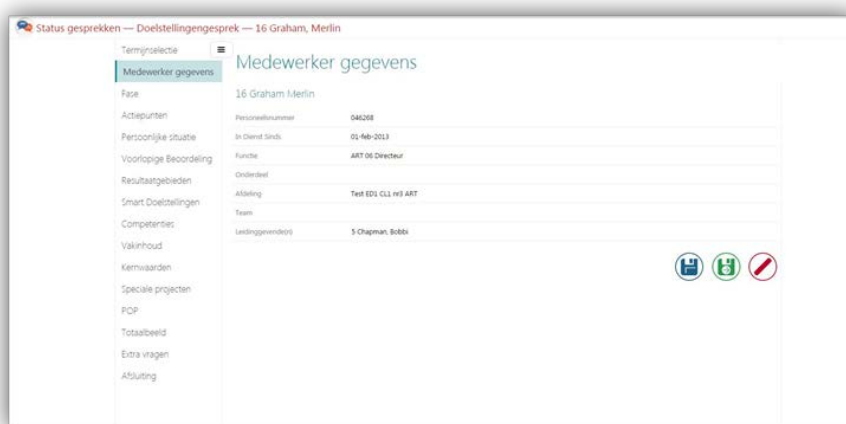 Status gesprekken — Doelstellingengesprek — 16 Graham, Merlin
Termijnselectie
Medewerker gegevens
Fase
Actiepunten
Persoonlijke situatie
Voorlopige Beoordeling
Resultaatgebieden
Smart Doelstellingen
Competenties
Vakinhoud
Kernwaarden
Speciale projecten
POP
Totaalbeeld
Extra vragen
Afsluiting
Medewerker gegevens
16 Graham Merlin
Personeelsnummer 046268
In Dienst Sinds 01-feb-2013
Functie ART 06 Directeur
Onderdeel
Afdeling Test ED1 CL1 nr3 ART
Team
Leidinggevende(n) 5 Chapman, Bobbi